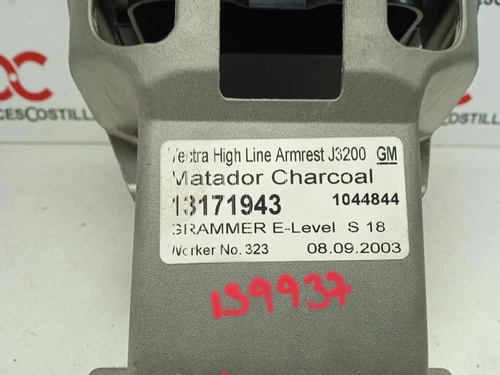 Vectra High Line Armrest J3200 GM
Matador Charcoal
13171943 1044844
GRAMMER E-Level S 18
Worker No. 323 08.09.2003
159937